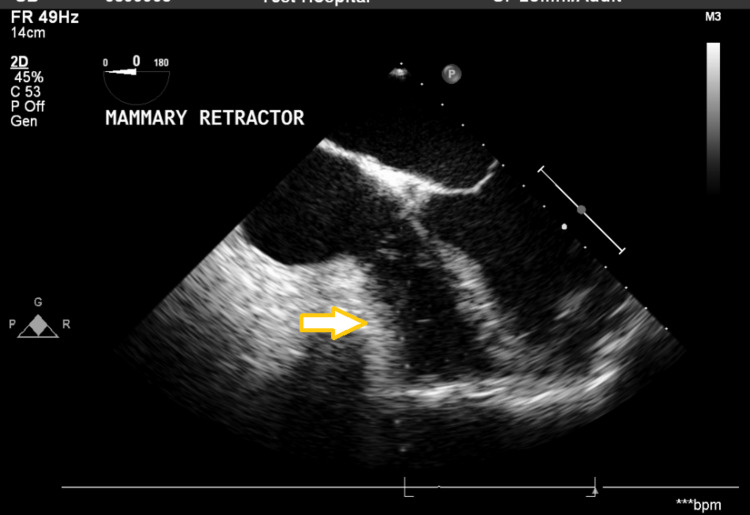 FR 49Hz
14cm
M3
2D
45%
C 53
P Off
Gen
0 0 180
P
MAMMARY RETRACTOR
G
P R
***bpm